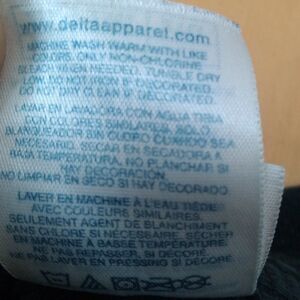 www.deltaapparel.com
MACHINE WASH WARM WITH LIKE
COLORS. ONLY NON-CHLORINE
BLEACH WHEN NEEDED. TUMBLE DRY
LOW. DO NOT IRON IF DECORATED.
DO NOT DRY CLEAN IF DECORATED.
LAVAR EN LAVADORA CON AGUA TIBIA
CON COLORES SIMILARES. SOLO
BLANQUEADOR SIN CLORO CUANDO SEA
NECESARIO. SECAR EN SECADORA A
BAJA TEMPERATURA. NO PLANCHAR SI
HAY DECORACIÓN.
NO LIMPIAR EN SECO SI HAY DECORADO.
LAVER EN MACHINE À L'EAU TIÈDE
AVEC COULEURS SIMILAIRES.
SEULEMENT AGENT DE BLANCHIMENT
SANS CHLORE SI NÉCESSAIRE. SÉCHER
EN MACHINE À BASSE TEMPÉRATURE.
NE PAS REPASSER, SI DÉCORÉ.
NE PAS LAVER EN PRESSING SI DÉCORÉ